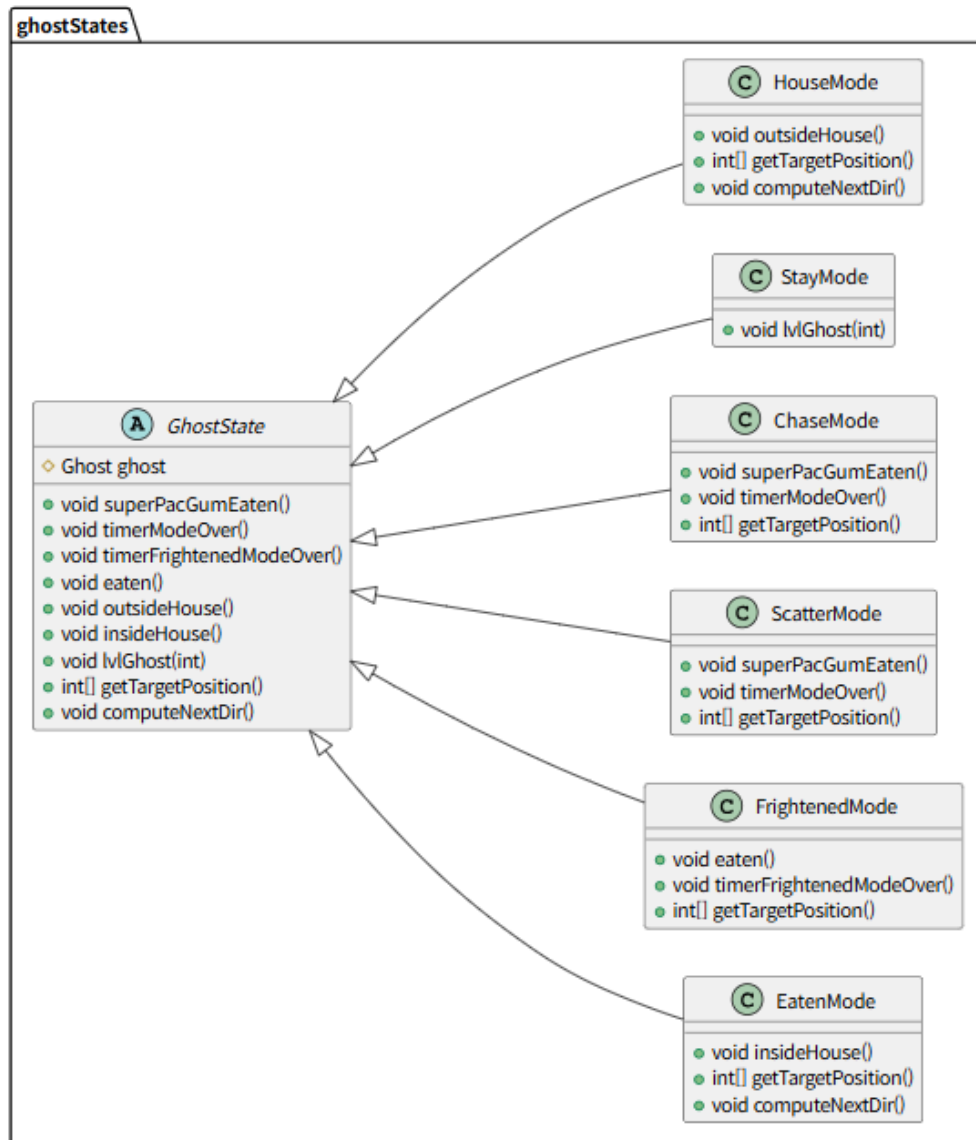 ghostStates
C HouseMode
void outsideHouse()
int[] getTargetPosition()
void computeNextDir()
C StayMode
void lvlGhost(int)
A GhostState
Ghost ghost
void superPacGumEaten()
void timerModeOver()
void timerFrightenedModeOver()
void eaten()
void outsideHouse()
void insideHouse()
void lvlGhost(int)
int[] getTargetPosition()
void computeNextDir()
C ChaseMode
void superPacGumEaten()
void timerModeOver()
int[] getTargetPosition()
C ScatterMode
void superPacGumEaten()
void timerModeOver()
int[] getTargetPosition()
C FrightenedMode
void eaten()
void timerFrightenedModeOver()
int[] getTargetPosition()
C EatenMode
void insideHouse()
int[] getTargetPosition()
void computeNextDir()